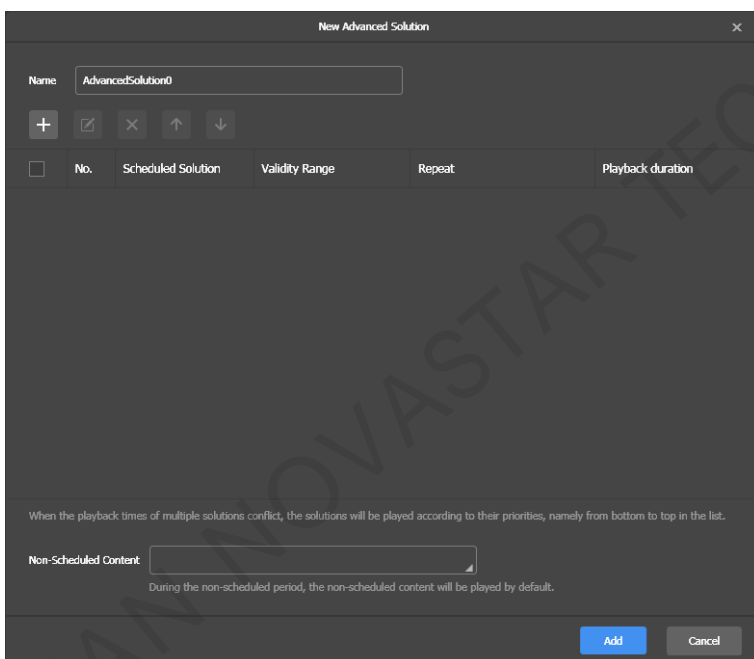 New Advanced Solution
Name AdvancedSolution0
No. Scheduled Solution Validity Range Repeat Playback duration
When the playback times of multiple solutions conflict, the solutions will be played according to their priorities, namely from bottom to top in the list.
Non-Scheduled Content
During the non-scheduled period, the non-scheduled content will be played by default.
Add Cancel
AN NOVASTAR TEC